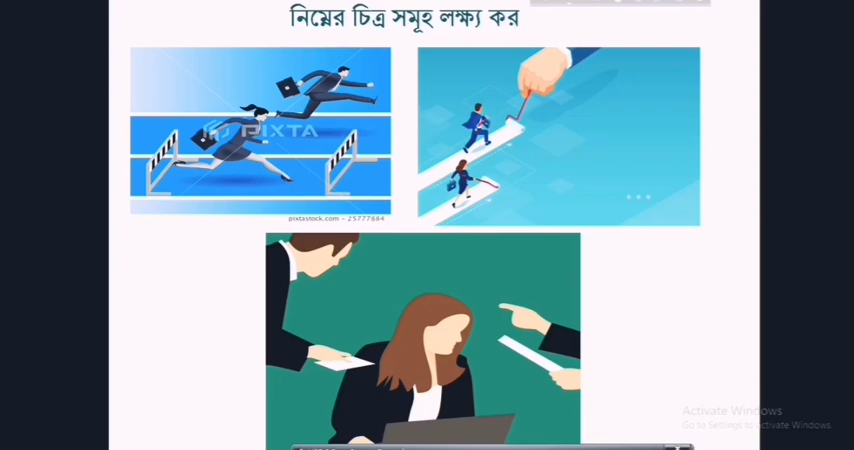 নিম্নের চিত্র সমূহ লক্ষ্য কর
PIXTA
pixtastock.com - 25777884
Activate Windows
Go to Settings to activate Windows.